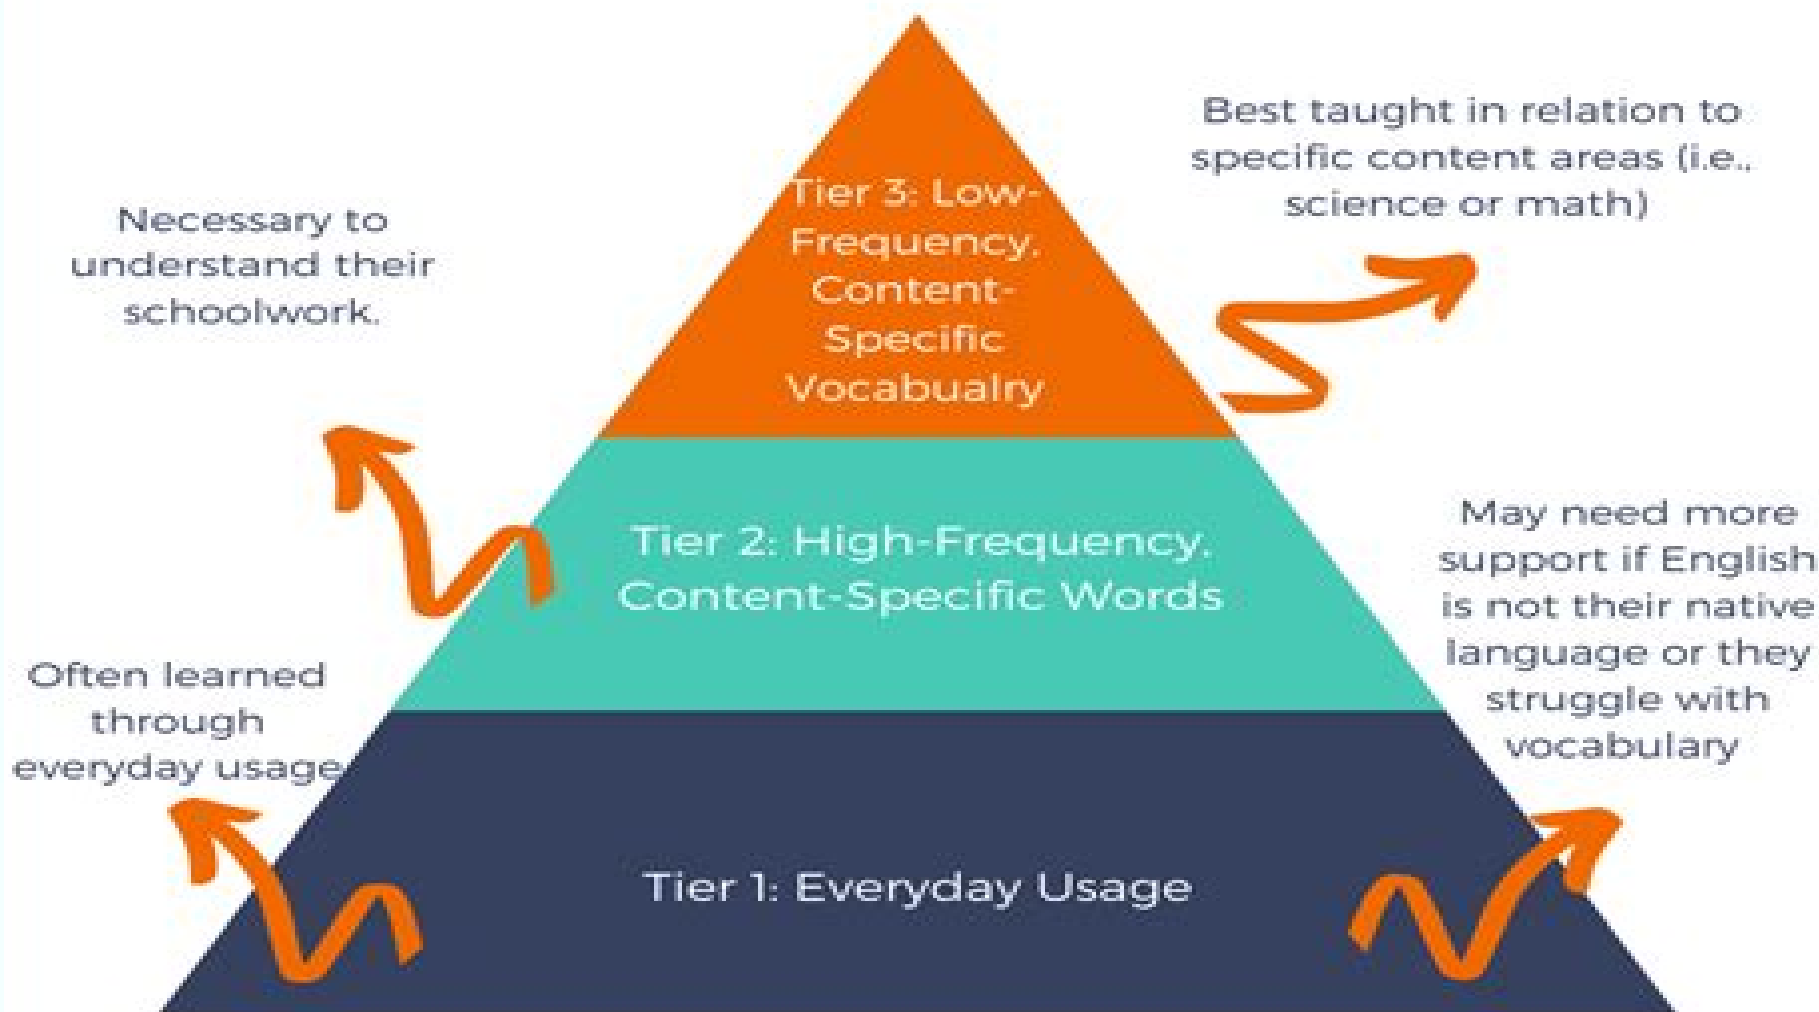 Best taught in relation to
specific content areas (i.e.,
science or math)
Tier 3: Low-
Frequency,
Content-
Specific
Vocabualry
Necessary to
understand their
schoolwork.
Tier 2: High-Frequency,
Content-Specific Words
May need more
support if English
is not their native
language or they
struggle with
vocabulary
Often learned
through
everyday usage
Tier 1: Everyday Usage